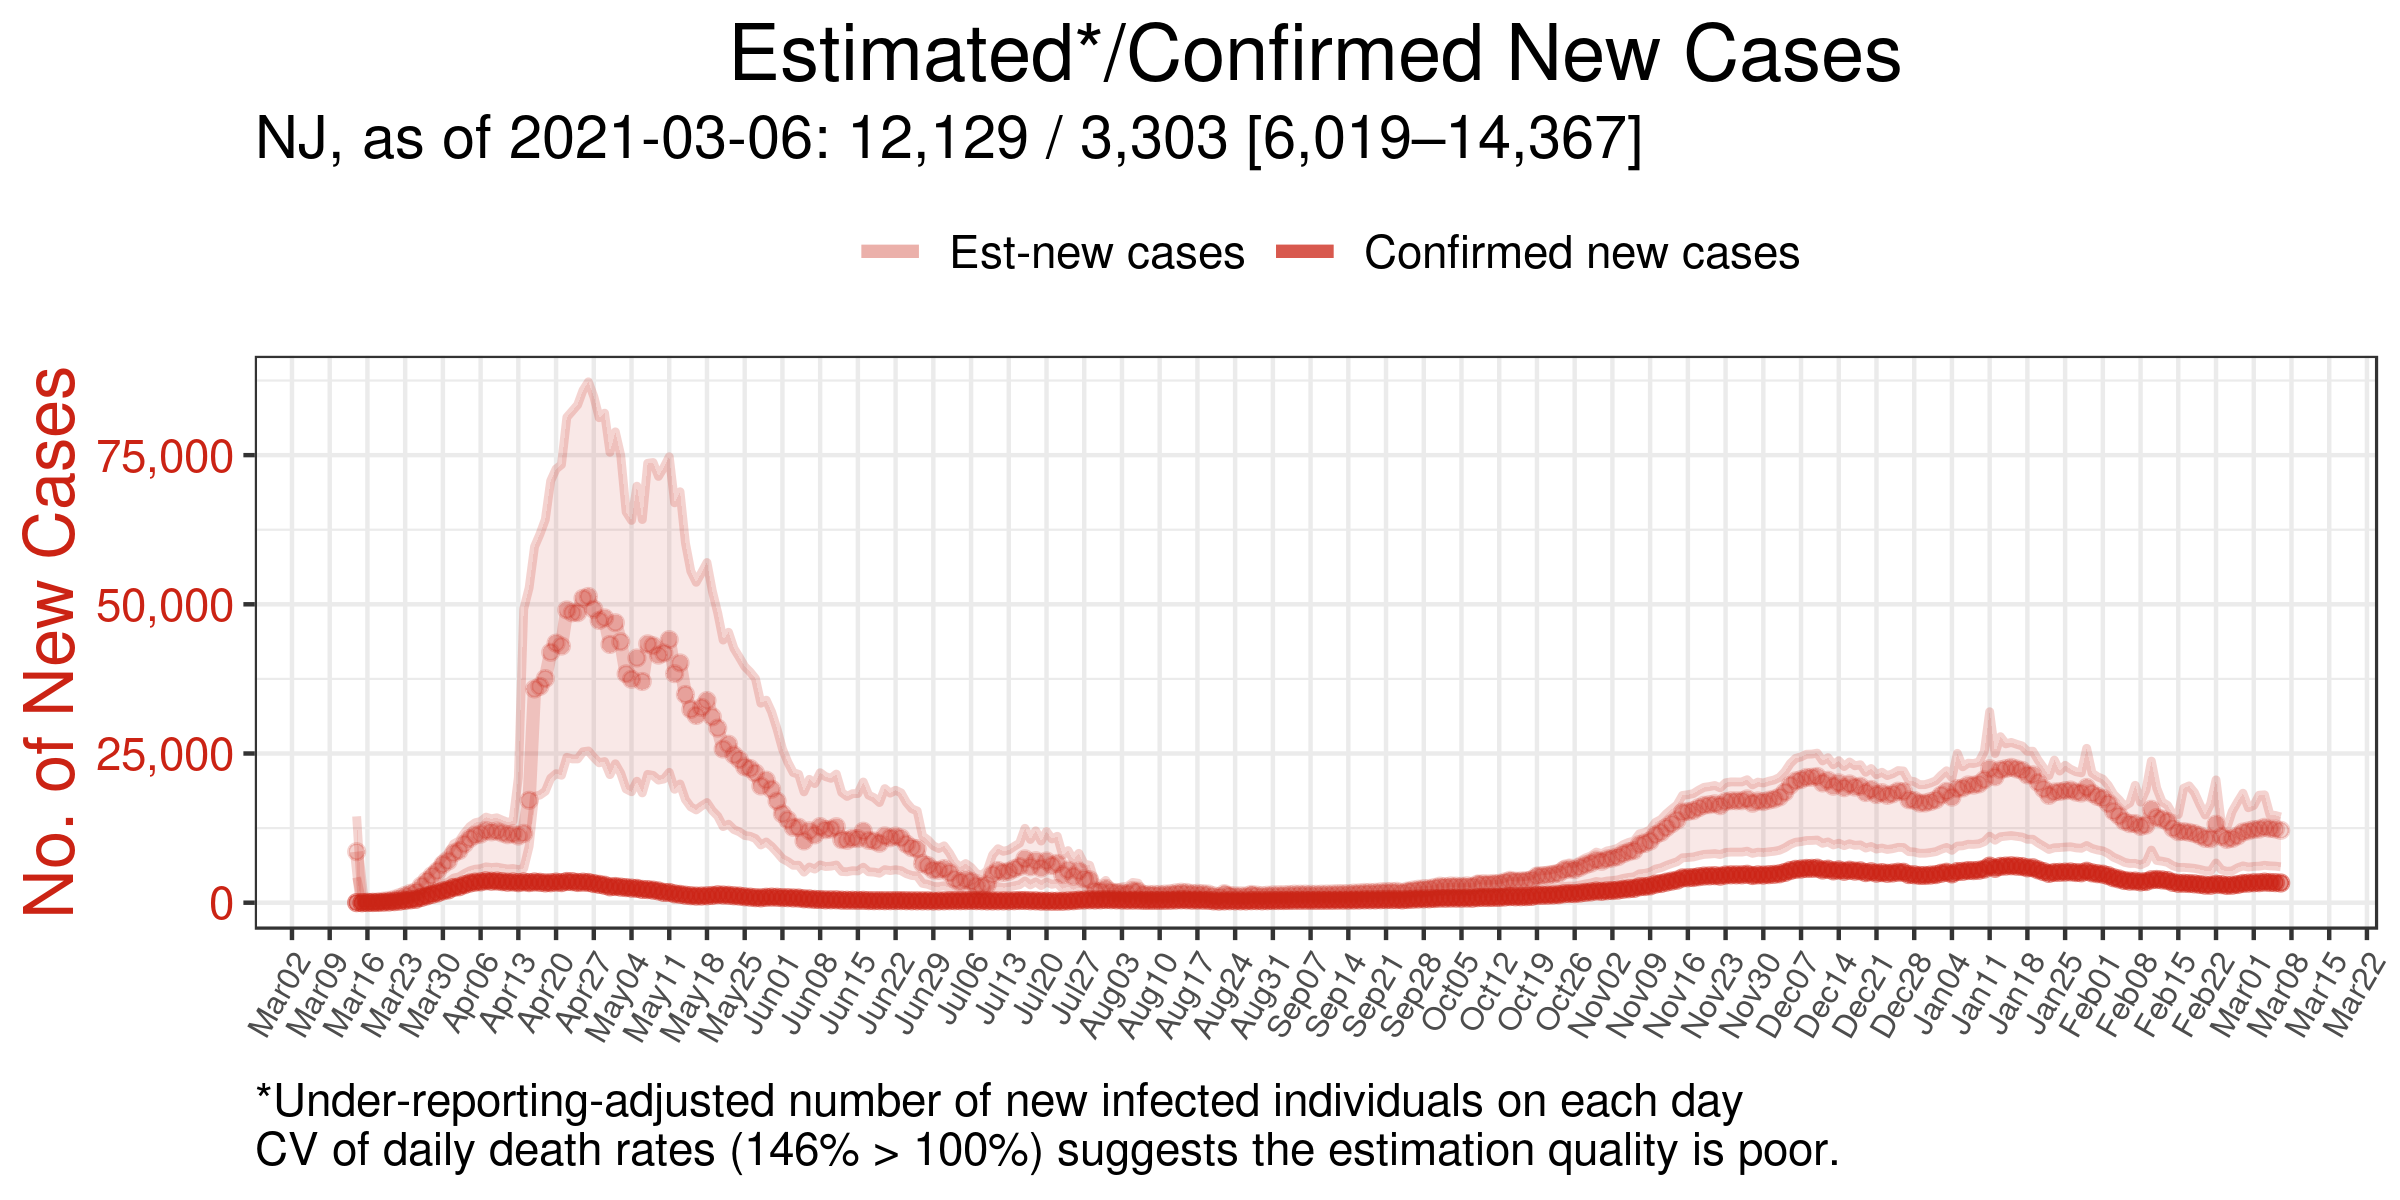 Estimated*/Confirmed New Cases
NJ, as of 2021-03-06: 12,129 / 3,303 [6,019–14,367]
Est-new cases
Confirmed new cases
No. of New Cases
75,000
50,000
25,000
0
Mar02
Mar09
Mar16
Mar23
Mar30
Apr06
Apr13
Apr20
Apr27
May04
May11
May18
May25
Jun01
Jun08
Jun15
Jun22
Jun29
Jul06
Jul13
Jul20
Jul27
Aug03
Aug10
Aug17
Aug24
Aug31
Sep07
Sep14
Sep21
Sep28
Oct05
Oct12
Oct19
Oct26
Nov02
Nov09
Nov16
Nov23
Nov30
Dec07
Dec14
Dec21
Dec28
Jan04
Jan11
Jan18
Jan25
Feb01
Feb08
Feb15
Feb22
Mar01
Mar08
Mar15
Mar22
*Under-reporting-adjusted number of new infected individuals on each day
CV of daily death rates (146% > 100%) suggests the estimation quality is poor.